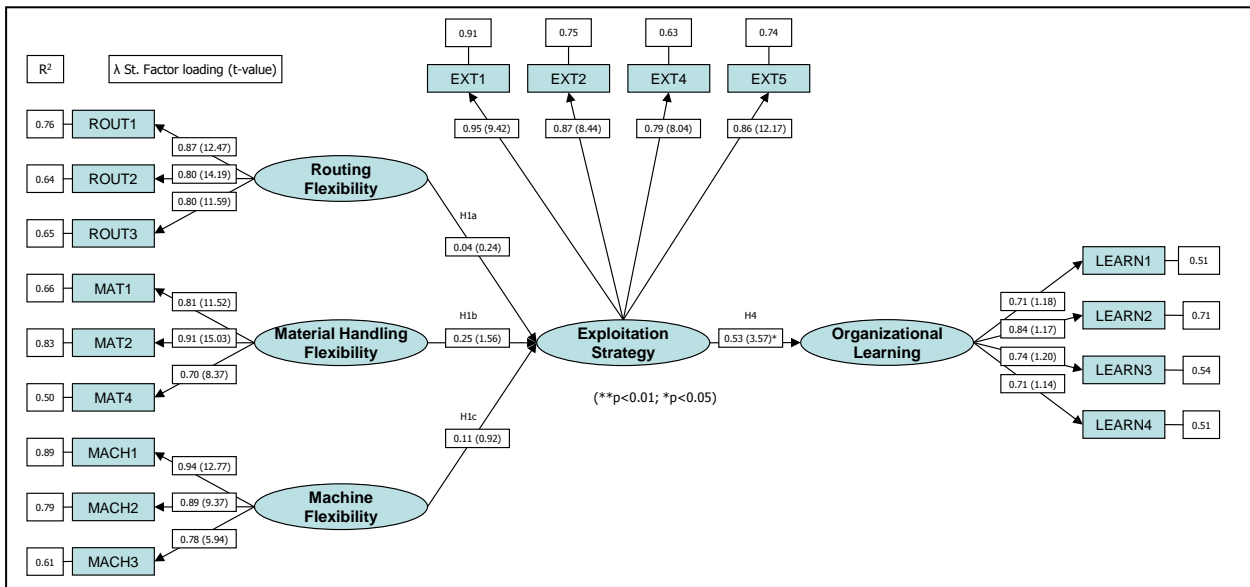 0.91
0.75
0.63
0.74
R²
λ St. Factor loading (t-value)
EXT1
EXT2
EXT4
EXT5
0.95 (9.42)
0.87 (8.44)
0.79 (8.04)
0.86 (12.17)
0.76
ROUT1
0.87 (12.47)
0.64
ROUT2
0.80 (14.19)
0.65
ROUT3
0.80 (11.59)
Routing
Flexibility
H1a
0.04 (0.24)
0.66
MAT1
0.81 (11.52)
0.83
MAT2
0.91 (15.03)
0.50
MAT4
0.70 (8.37)
Material Handling
Flexibility
H1b
0.25 (1.56)
Exploitation
Strategy
H4
0.53 (3.57)*
Organizational
Learning
0.71 (1.18)
LEARN1
0.51
0.84 (1.17)
LEARN2
0.71
0.74 (1.20)
LEARN3
0.54
0.71 (1.14)
LEARN4
0.51
(**p<0.01; *p<0.05)
H1c
0.11 (0.92)
0.89
MACH1
0.94 (12.77)
0.79
MACH2
0.89 (9.37)
0.61
MACH3
0.78 (5.94)
Machine
Flexibility